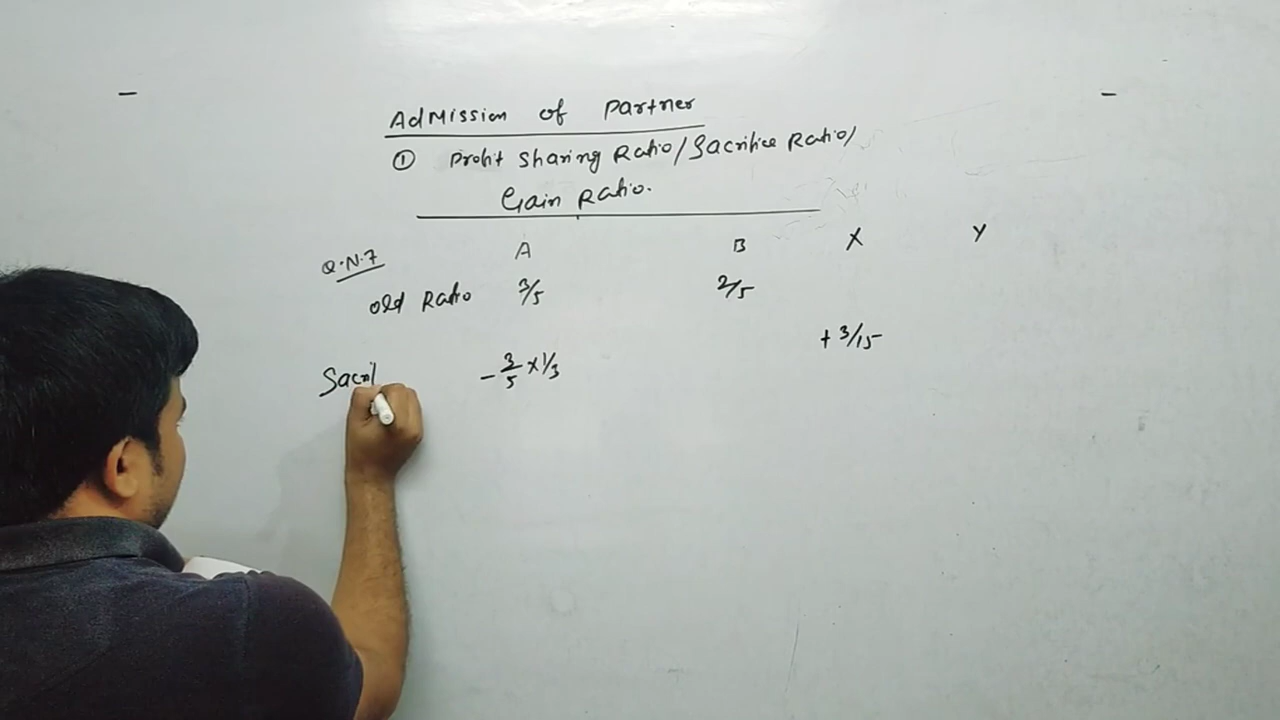 Admission of Partner
① Profit Sharing Ratio/Sacrifice Ratio/
Gain Ratio.
Q.N.7 A B X Y
Old Ratio 3/5 2/5
+ 3/15
Sacri - 3/5 x 1/3